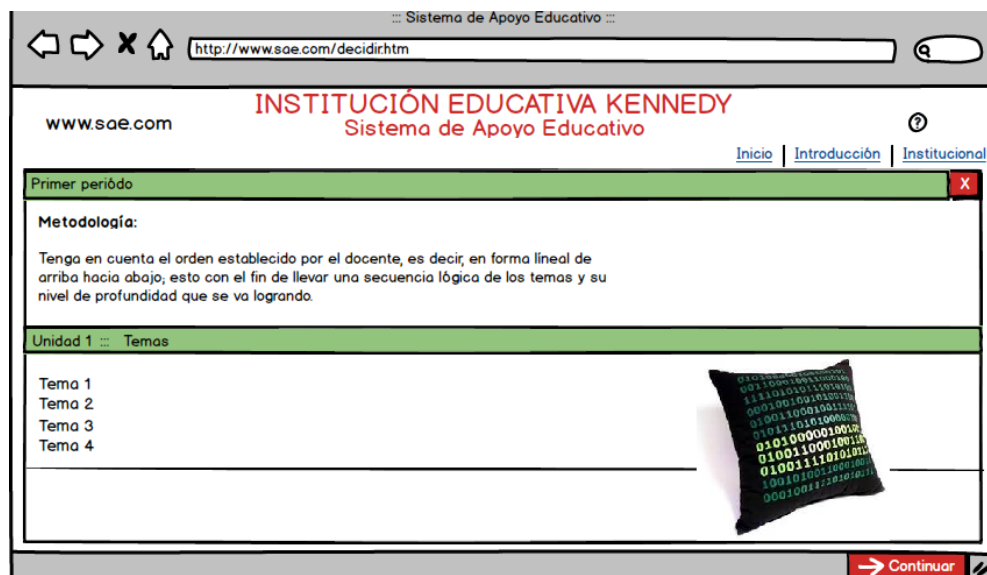 ::: Sistema de Apoyo Educativo :::
http://www.sae.com/decidir.htm
www.sae.com
INSTITUCIÓN EDUCATIVA KENNEDY
Sistema de Apoyo Educativo
?
Inicio | Introducción | Institucional
Primer periódo
X
Metodología:
Tenga en cuenta el orden establecido por el docente, es decir, en forma líneal de
arriba hacia abajo; esto con el fin de llevar una secuencia lógica de los temas y su
nivel de profundidad que se va logrando.
Unidad 1 ::: Temas
Tema 1
Tema 2
Tema 3
Tema 4
Continuar